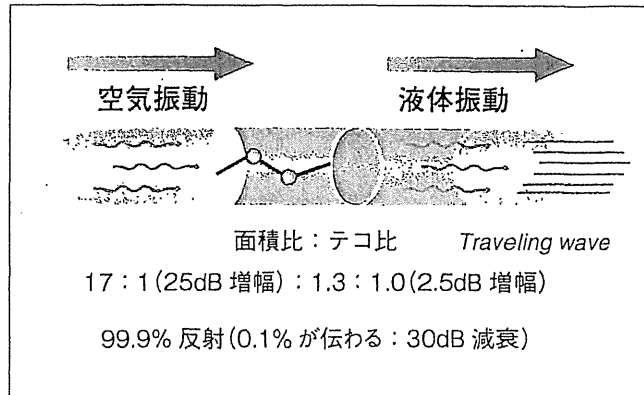 空気振動 液体振動
面積比：テコ比 Traveling wave
17：1(25dB 増幅)：1.3：1.0(2.5dB 増幅)
99.9% 反射(0.1% が伝わる：30dB 減衰)